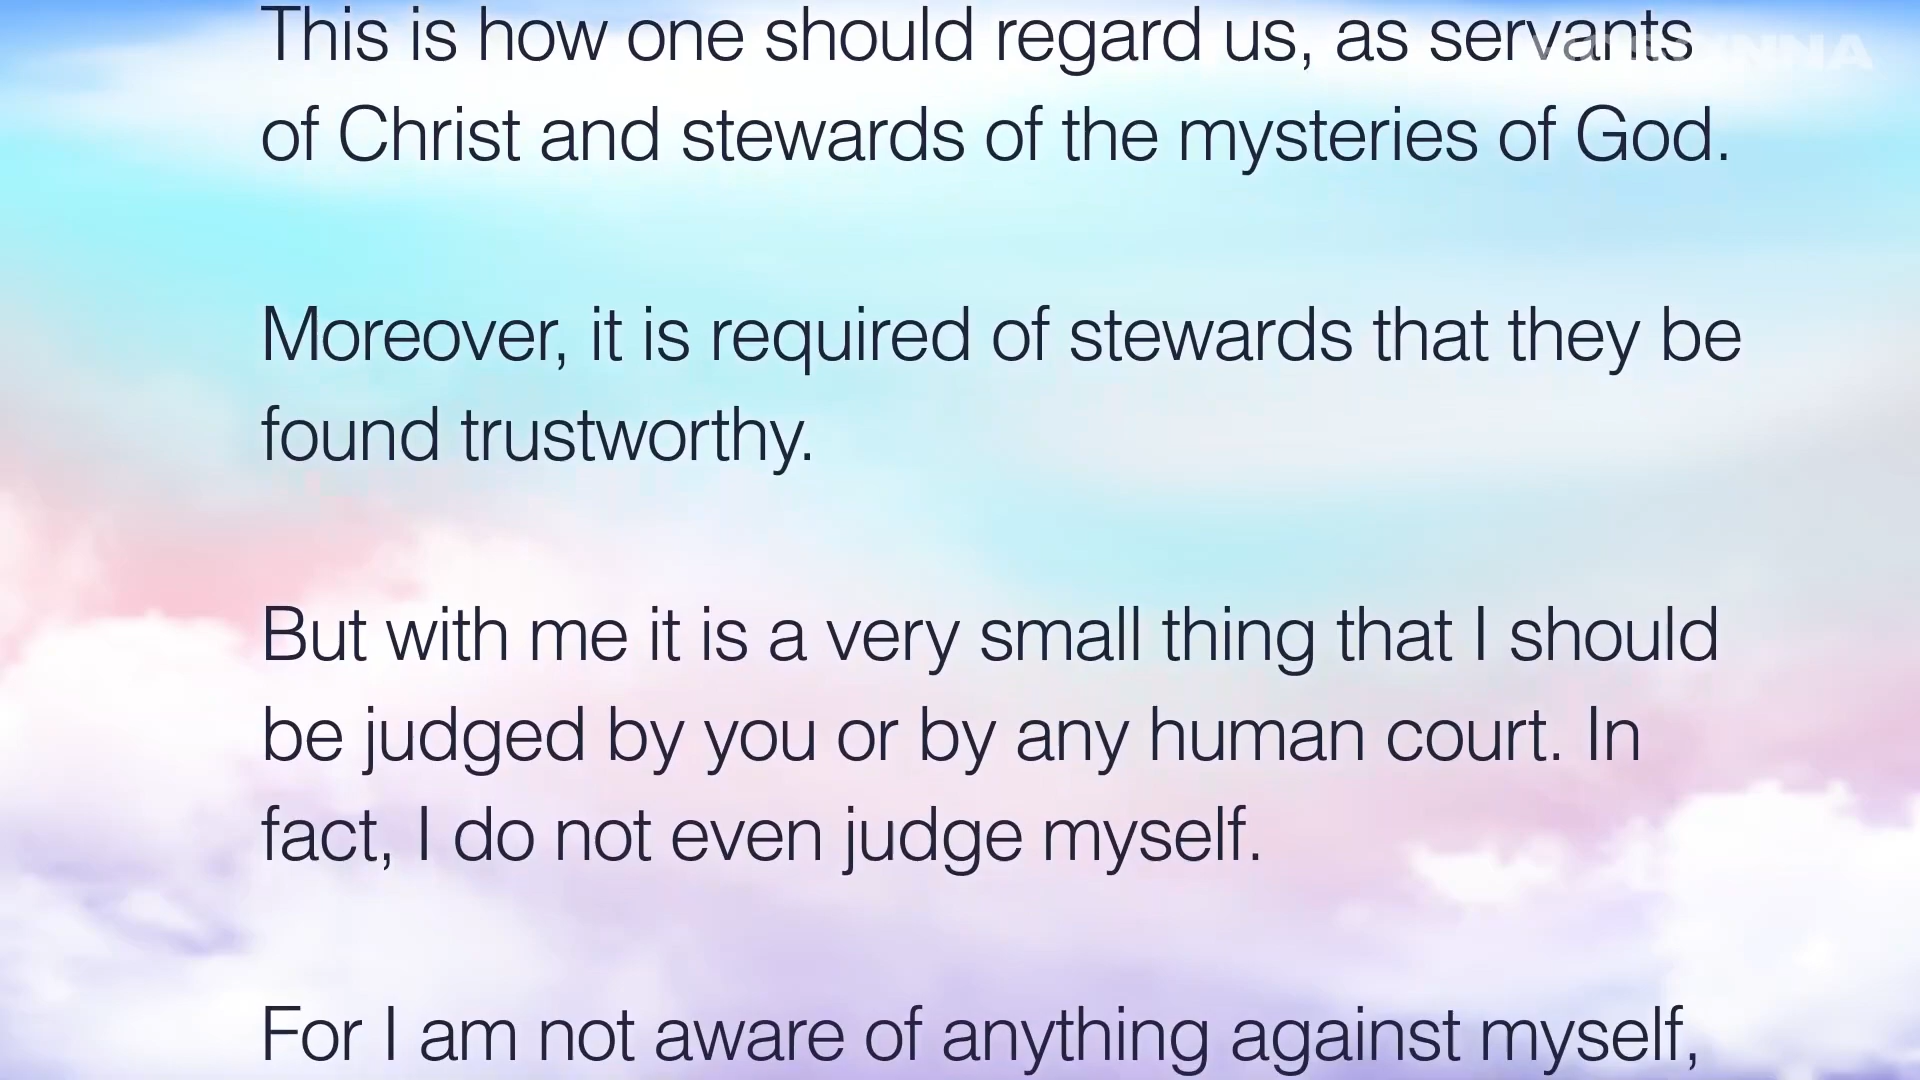 This is how one should regard us, as servants
of Christ and stewards of the mysteries of God.
Moreover, it is required of stewards that they be
found trustworthy.
But with me it is a very small thing that I should
be judged by you or by any human court. In
fact, I do not even judge myself.
For I am not aware of anything against myself,